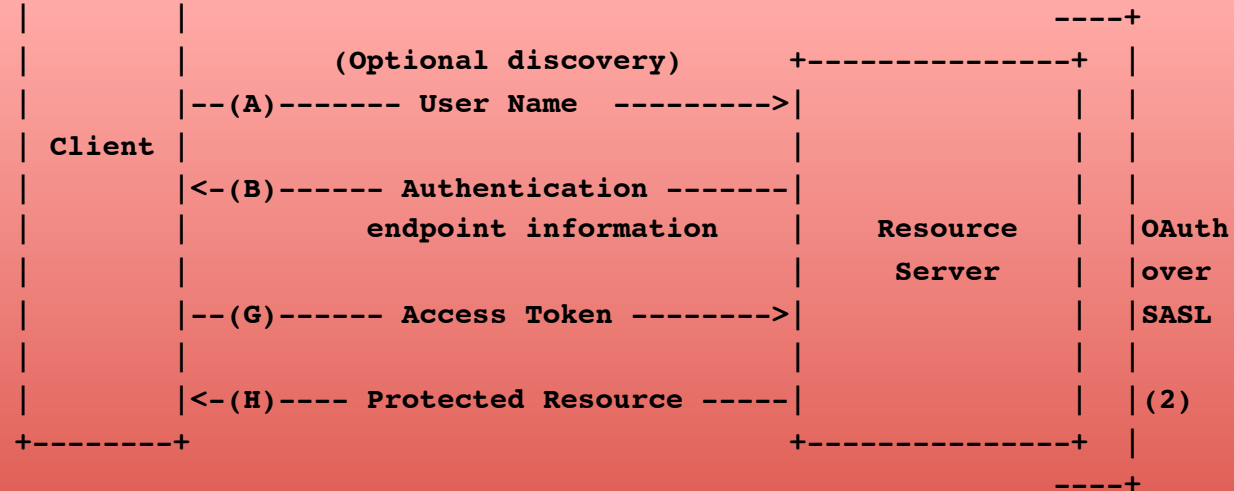 |        |                                                 ----+
|        |        (Optional discovery)      +---------------+  |
|        |--(A)------- User Name  --------->|               |  |
| Client |                                  |               |  |
|        |<-(B)------ Authentication -------|               |  |
|        |          endpoint information    |    Resource   |  |OAuth
|        |                                  |     Server    |  |over
|        |--(G)------ Access Token -------->|               |  |SASL
|        |                                  |               |  |
|        |<-(H)---- Protected Resource -----|               |  |(2)
+--------+                                  +---------------+  |
                                                           ----+